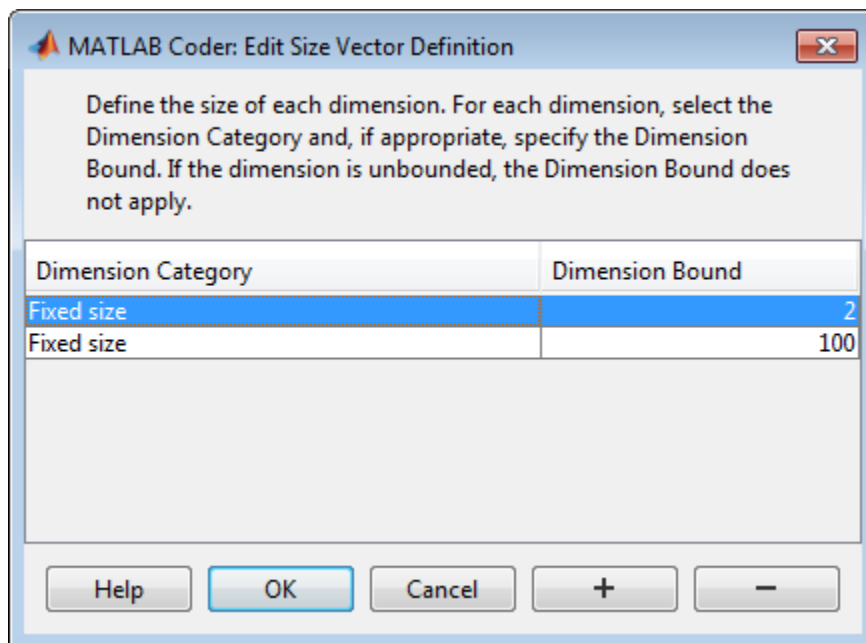 MATLAB Coder: Edit Size Vector Definition
Define the size of each dimension. For each dimension, select the
Dimension Category and, if appropriate, specify the Dimension
Bound. If the dimension is unbounded, the Dimension Bound does
not apply.
Dimension Category Dimension Bound
Fixed size 2
Fixed size 100
Help OK Cancel + −